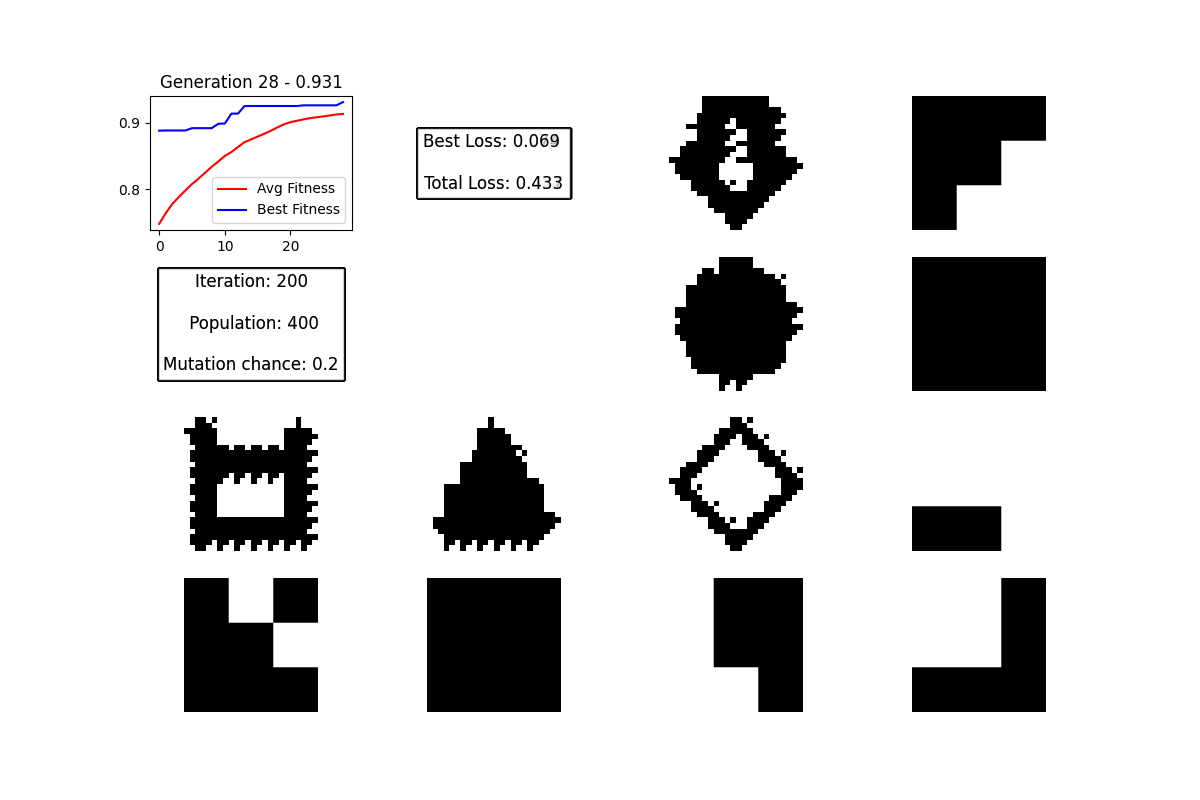 Generation 28 - 0.931
0.9
0.8
Avg Fitness
Best Fitness
0 10 20
Best Loss: 0.069
Total Loss: 0.433
Iteration: 200
Population: 400
Mutation chance: 0.2